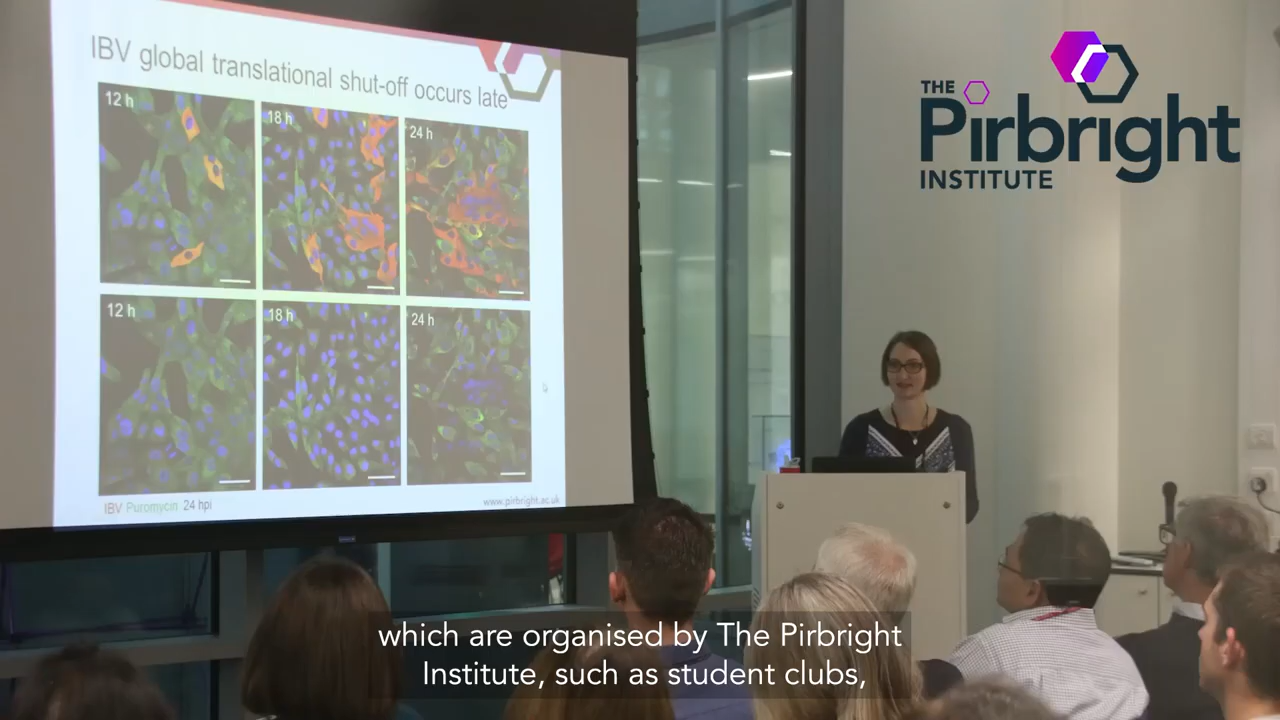 IBV global translational shut-off occurs late
12 h
18 h
24 h
12 h
18 h
24 h
IBV Puromycin 24 hpi
www.pirbright.ac.uk
THE
Pirbright
INSTITUTE
which are organised by The Pirbright
Institute, such as student clubs,